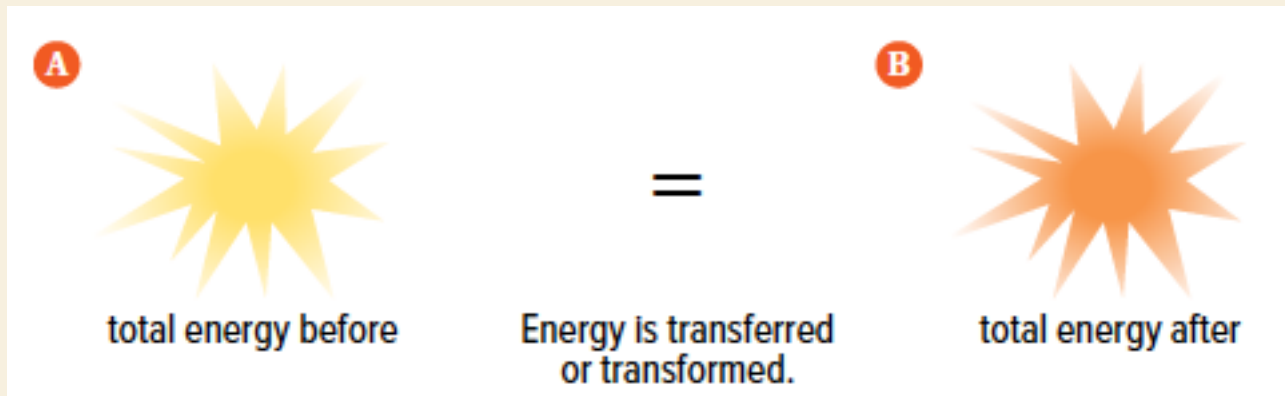 A
B
=
total energy before
Energy is transferred
or transformed.
total energy after